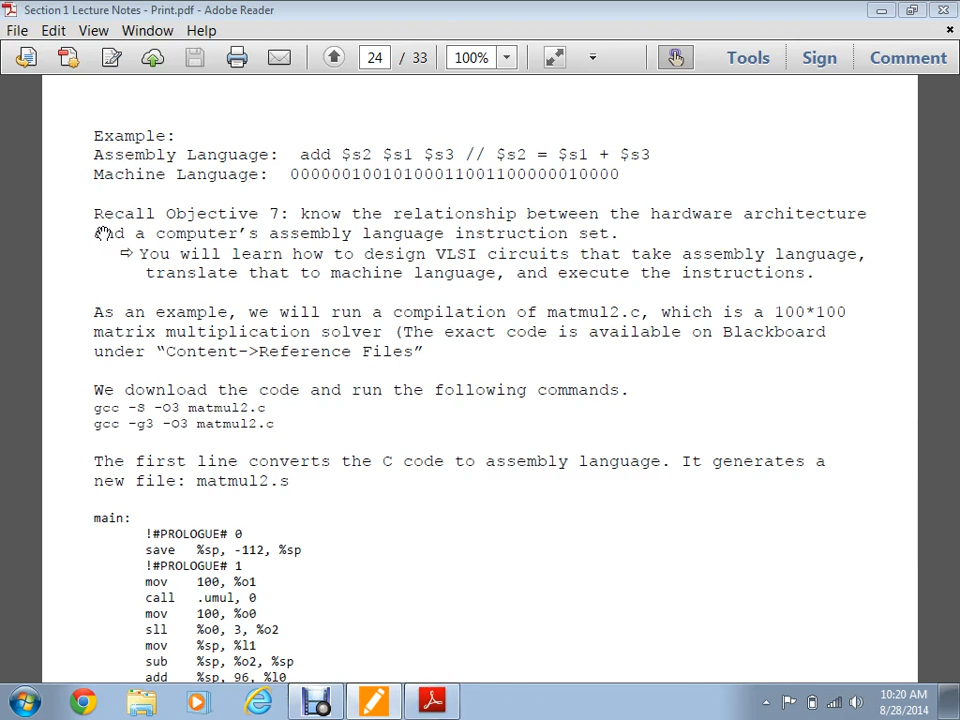 Section 1 Lecture Notes - Print.pdf - Adobe Reader
File Edit View Window Help
24 / 33 100% Tools Sign Comment
Example:
Assembly Language: add $s2 $s1 $s3 // $s2 = $s1 + $s3
Machine Language: 00000010010100011001100000010000
Recall Objective 7: know the relationship between the hardware architecture
and a computer’s assembly language instruction set.
⇨ You will learn how to design VLSI circuits that take assembly language,
translate that to machine language, and execute the instructions.
As an example, we will run a compilation of matmul2.c, which is a 100*100
matrix multiplication solver (The exact code is available on Blackboard
under “Content->Reference Files”
We download the code and run the following commands.
gcc -S -O3 matmul2.c
gcc -g3 -O3 matmul2.c
The first line converts the C code to assembly language. It generates a
new file: matmul2.s
main:
!#PROLOGUE# 0
save %sp, -112, %sp
!#PROLOGUE# 1
mov 100, %o1
call .umul, 0
mov 100, %o0
sll %o0, 3, %o2
mov %sp, %l1
sub %sp, %o2, %sp
add %sp, 96, %l0
10:20 AM
8/28/2014